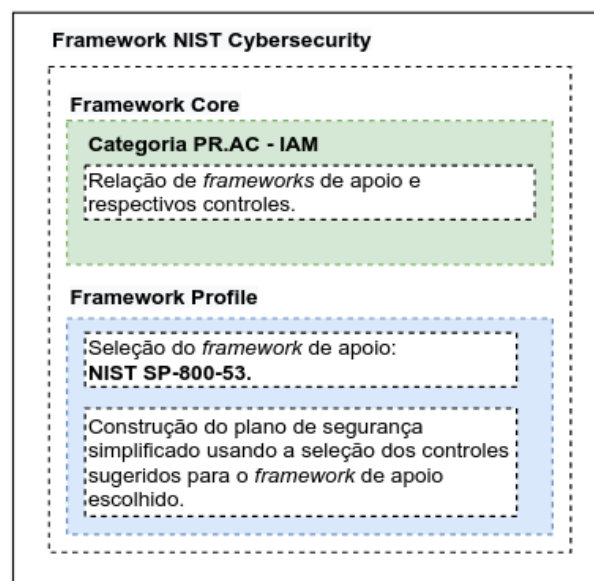 Framework NIST Cybersecurity
Framework Core
Categoria PR.AC - IAM
Relação de frameworks de apoio e
respectivos controles.
Framework Profile
Seleção do framework de apoio:
NIST SP-800-53.
Construção do plano de segurança
simplificado usando a seleção dos controles
sugeridos para o framework de apoio
escolhido.